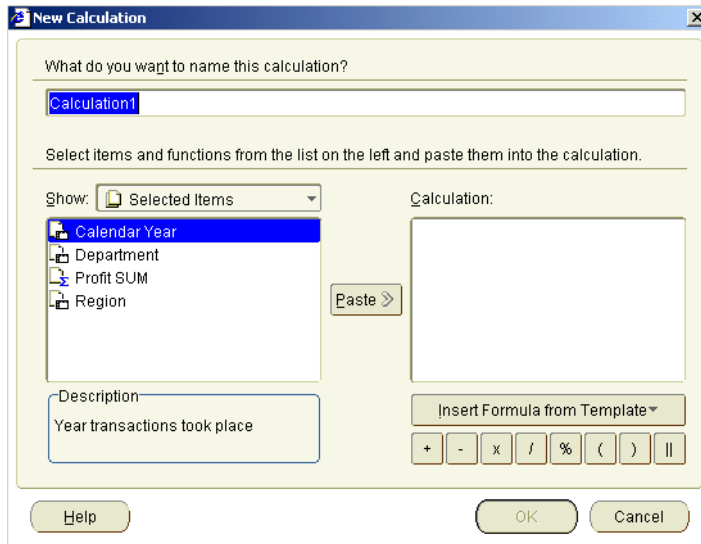 New Calculation
What do you want to name this calculation?
Calculation1
Select items and functions from the list on the left and paste them into the calculation.
Show: Selected Items
Calculation:
Calendar Year
Department
Profit SUM
Region
Paste
Description
Year transactions took place
Insert Formula from Template
+ - x / % ( ) ||
Help
OK
Cancel